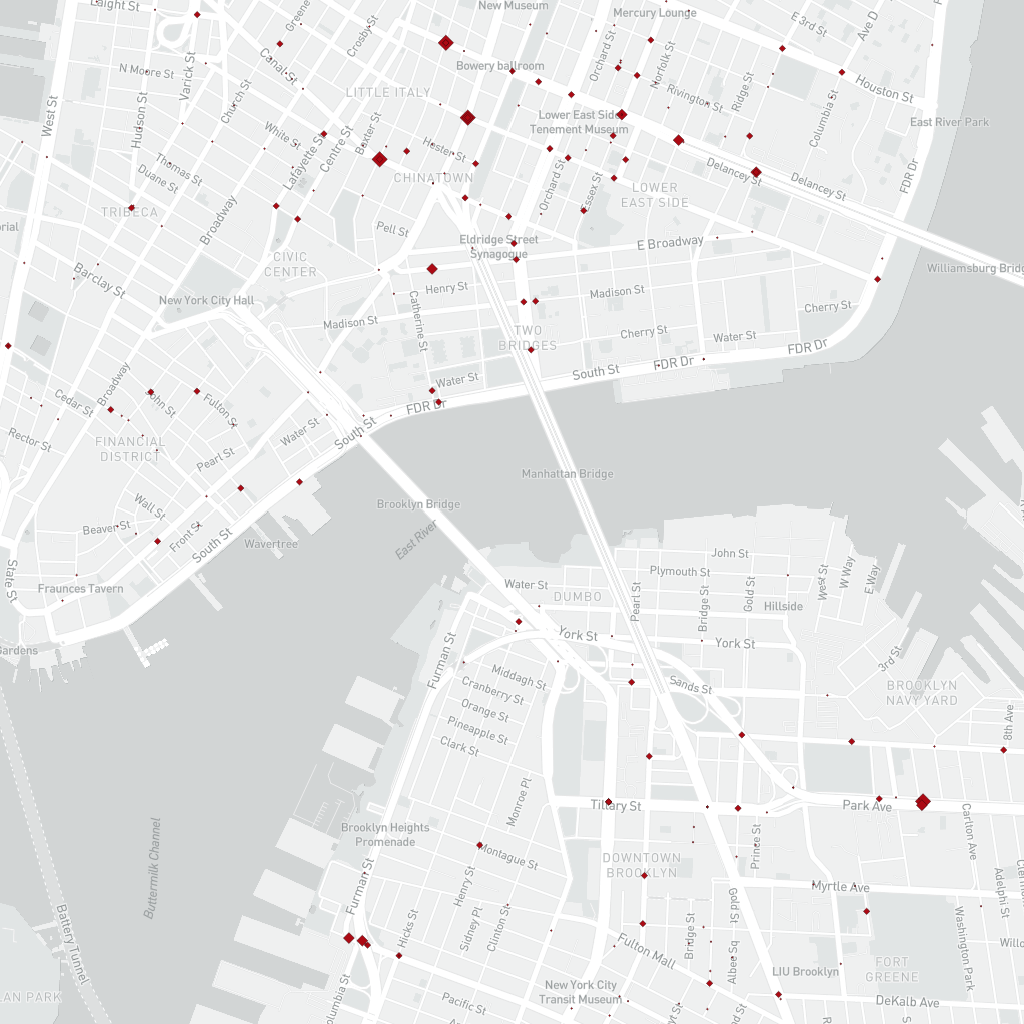 Laight St
Greene
Crosby St
New Museum
Mercury Lounge
E 3rd St
Ave D
N Moore St
Varick St
Canal St
Bowery ballroom
Orchard St
Norfolk St
Houston St
West St
Hudson St
Church St
LITTLE ITALY
Rivington St
Ridge St
Columbia St
White St
Lafayette St
Centre St
Baxter St
Hester St
Lower East Side
Tenement Museum
East River Park
Thomas St
Duane St
CHINATOWN
Orchard St
Essex St
LOWER
EAST SIDE
Delancey St
Delancey St
FDR Dr
TRIBECA
Broadway
Pell St
Eldridge Street
Synagogue
E Broadway
CIVIC
CENTER
Barclay St
Henry St
Madison St
Williamsburg Bridge
New York City Hall
Madison St
Catherine St
TWO
BRIDGES
Cherry St
Cherry St
Water St
Broadway
Water St
South St
FDR Dr
FDR Dr
Cedar St
John St
Fulton St
FDR Dr
South St
Water St
Rector St
FINANCIAL
DISTRICT
Pearl St
Manhattan Bridge
Wall St
Brooklyn Bridge
Beaver St
Front St
South St
Wavertree
East River
State St
Fraunces Tavern
Water St
DUMBO
John St
Plymouth St
Pearl St
Bridge St
Gold St
Hillside
West St
W Way
E Way
Gardens
York St
York St
3rd St
Furman St
Middagh St
Cranberry St
Orange St
Pineapple St
Clark St
Sands St
BROOKLYN
NAVY YARD
8th Ave
Monroe Pl
Tillary St
Park Ave
Brooklyn Heights
Promenade
Buttermilk Channel
Montague St
Prince St
Carlton Ave
DOWNTOWN
BROOKLYN
Furman St
Henry St
Myrtle Ave
Adelphi St
Hicks St
Sidney Pl
Clinton St
Gold St
Bridge St
Albee Sq
Washington Park
Fulton Mall
Battery Tunnel
LIU Brooklyn
FORT
GREENE
New York City
Transit Museum
Pacific St
DeKalb Ave